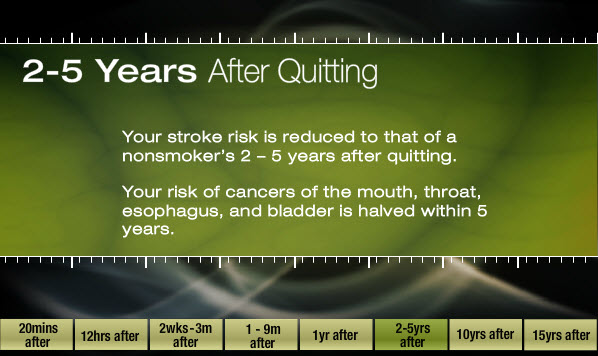 2-5 Years After Quitting
Your stroke risk is reduced to that of a
nonsmoker's 2 – 5 years after quitting.
Your risk of cancers of the mouth, throat,
esophagus, and bladder is halved within 5
years.
20mins
after
12hrs after
2wks-3m
after
1 - 9m
after
1yr after
2-5yrs
after
10yrs after
15yrs after